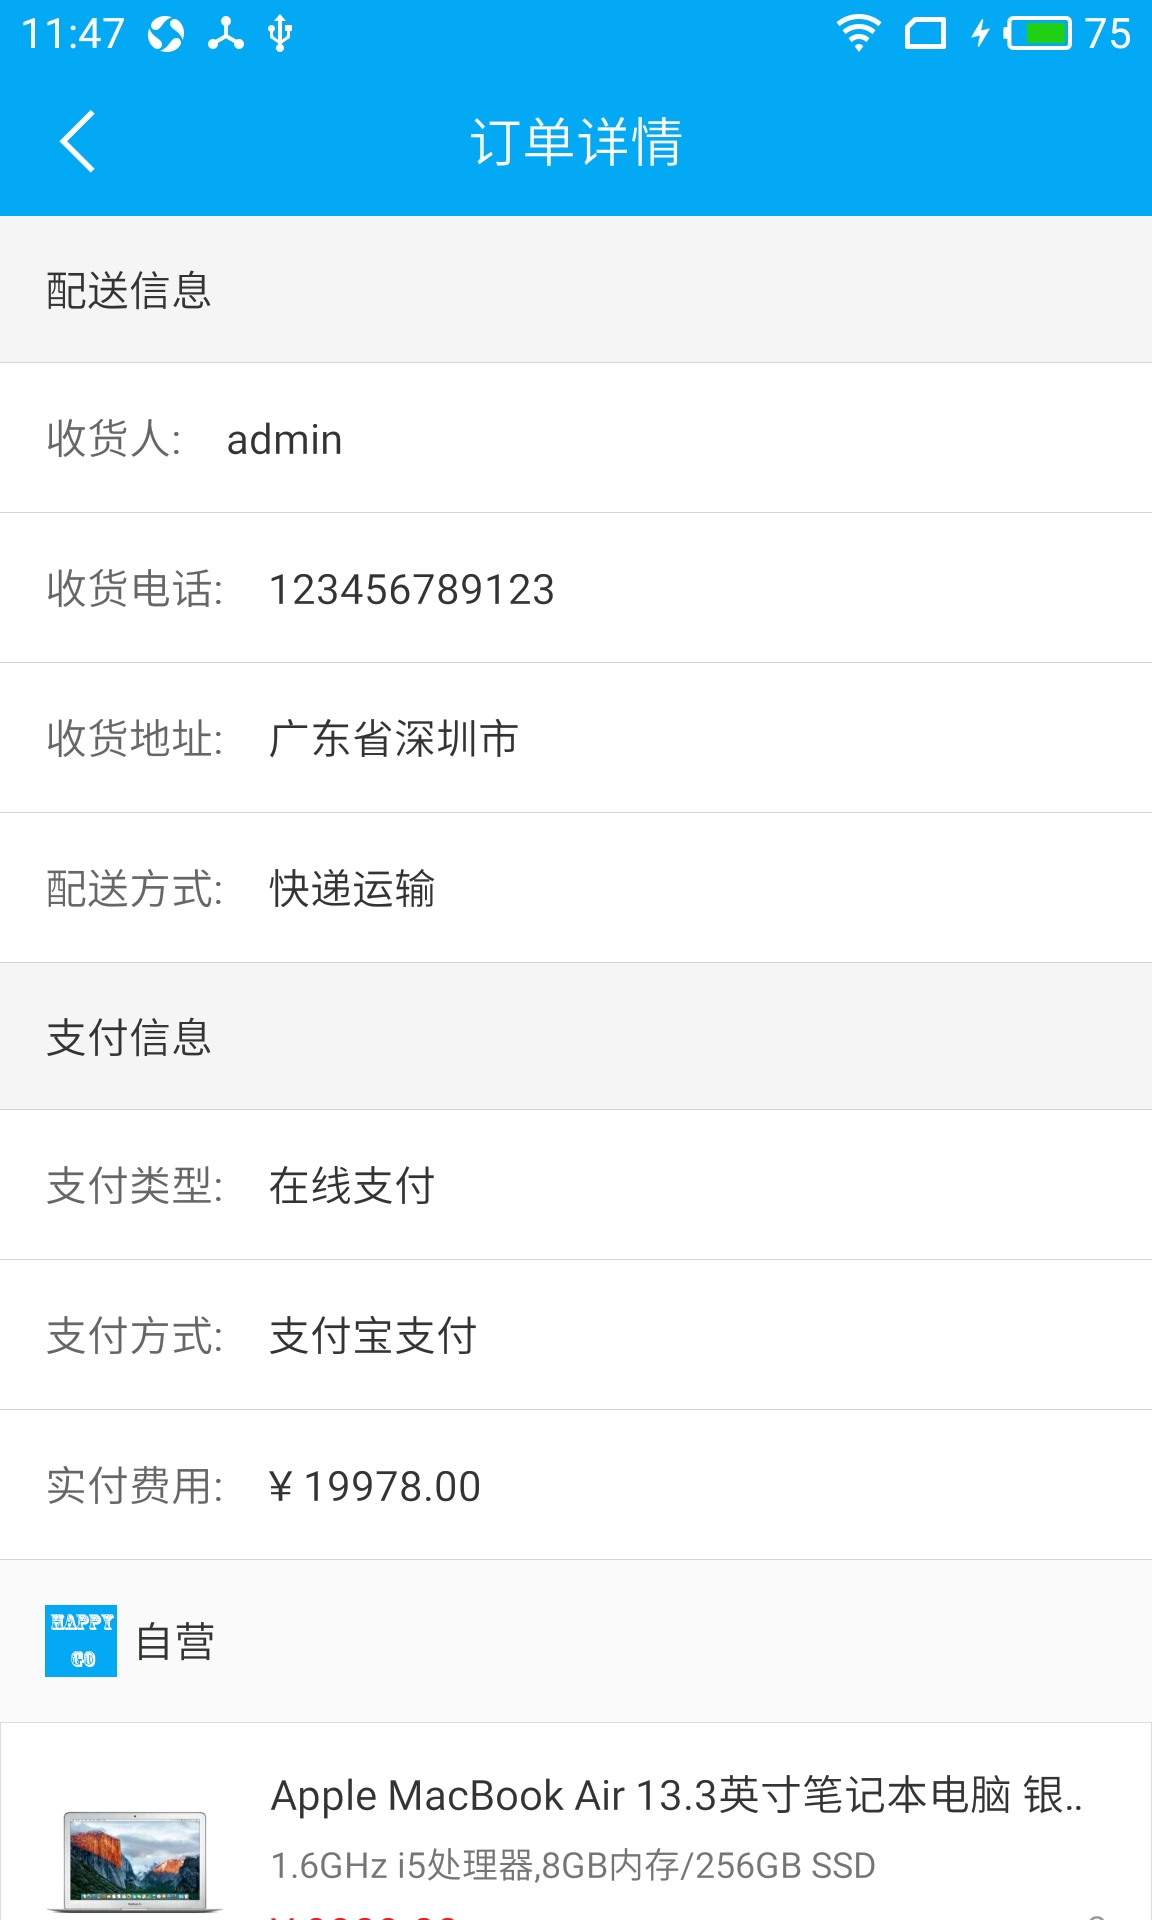 11:47
75
订单详情
配送信息
收货人: admin
收货电话: 123456789123
收货地址: 广东省深圳市
配送方式: 快递运输
支付信息
支付类型: 在线支付
支付方式: 支付宝支付
实付费用: ¥ 19978.00
HAPPY
GO
自营
Apple MacBook Air 13.3英寸笔记本电脑 银..
1.6GHz i5处理器,8GB内存/256GB SSD